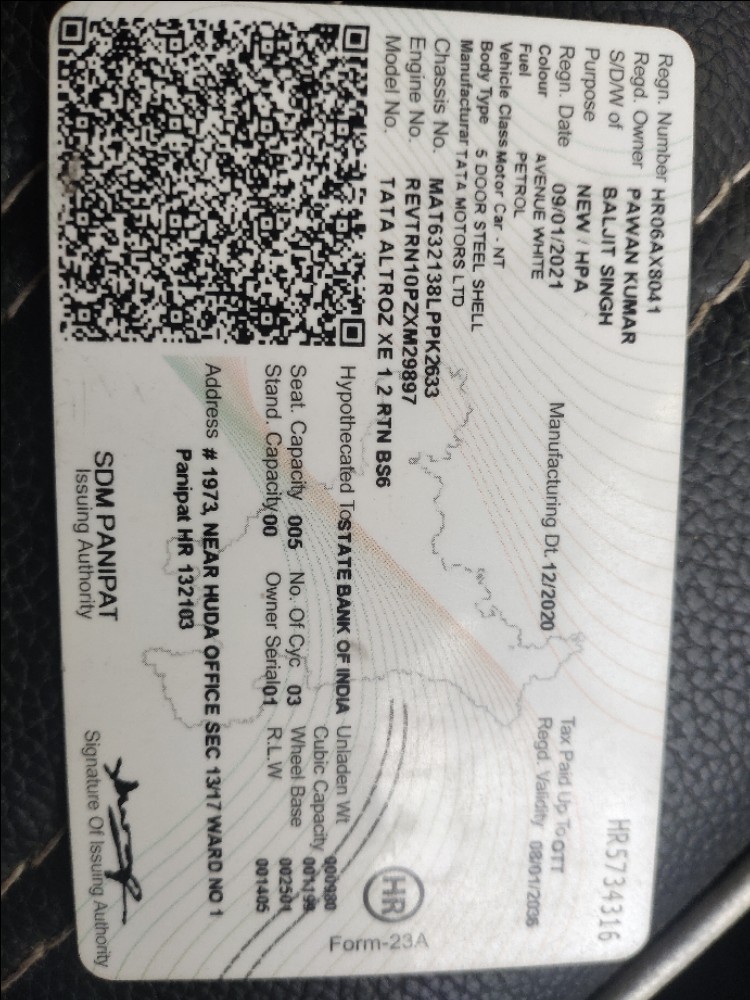 HR5734316
Regn. Number HR06AX8041
Regd. Owner PAWAN KUMAR
S/D/W of BALJIT SINGH
Purpose NEW / HPA
Regn. Date 09/01/2021 Manufacturing Dt. 12/2020 Tax Paid Up To OTT
Colour AVENUE WHITE Regd. Validity 08/01/2036
Fuel PETROL
Vehicle Class Motor Car - NT
Body Type 5 DOOR STEEL SHELL
Manufacturar TATA MOTORS LTD
Chassis No. MAT632138LPPK2633
Engine No. REVTRN10PZXM29897
Model No. TATA ALTROZ XE 1.2 RTN BS6
HR
Form-23A
Hypothecated To STATE BANK OF INDIA Unladen Wt 000980
Cubic Capacity 001199
Seat. Capacity 005 No. Of Cyc 03 Wheel Base 002501
Stand. Capacity 00 Owner Serial 01 R.L.W 001405
Address # 1973, NEAR HUDA OFFICE SEC 13/17 WARD NO 1
Panipat HR 132103
SDM PANIPAT
Issuing Authority
Signature Of Issuing Authority